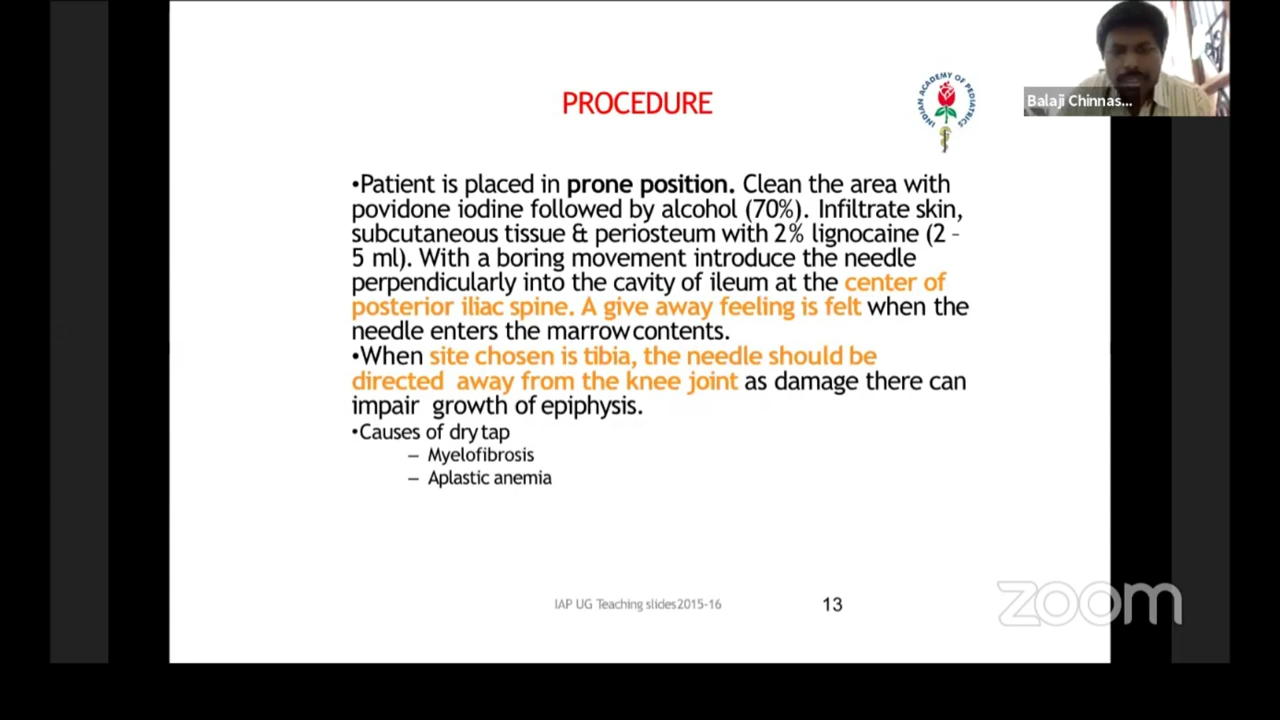 PROCEDURE
INDIAN ACADEMY OF PEDIATRICS
Balaji Chinnas...
•Patient is placed in prone position. Clean the area with
povidone iodine followed by alcohol (70%). Infiltrate skin,
subcutaneous tissue & periosteum with 2% lignocaine (2 –
5 ml). With a boring movement introduce the needle
perpendicularly into the cavity of ileum at the center of
posterior iliac spine. A give away feeling is felt when the
needle enters the marrow contents.
•When site chosen is tibia, the needle should be
directed away from the knee joint as damage there can
impair growth of epiphysis.
•Causes of dry tap
– Myelofibrosis
– Aplastic anemia
IAP UG Teaching slides 2015-16
13
zoom